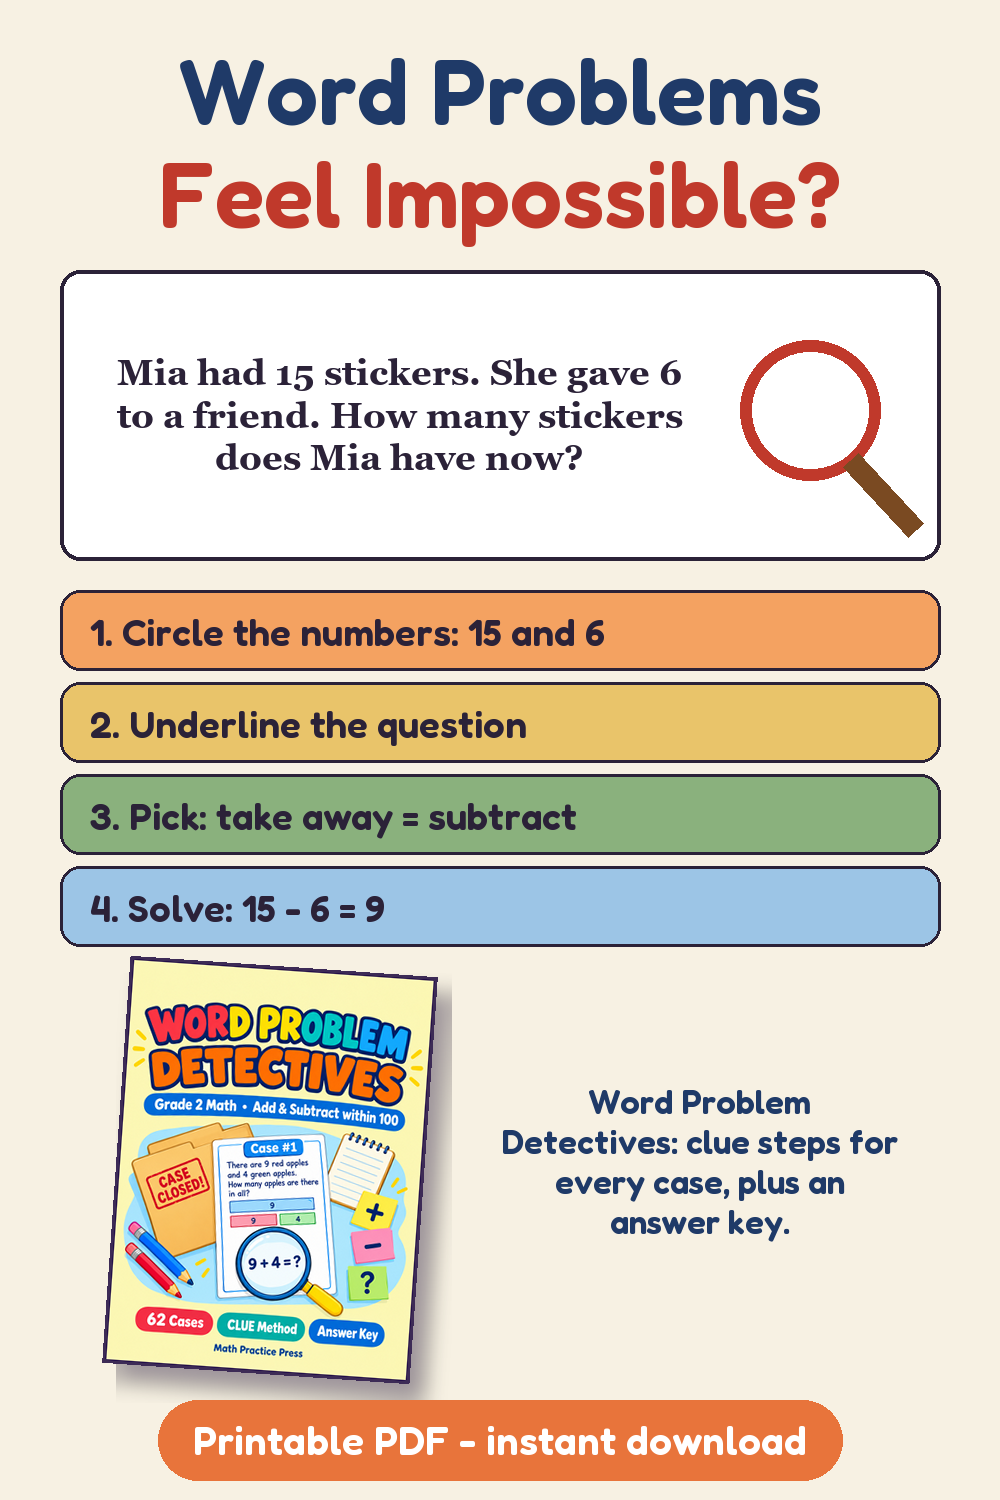 Word Problems
Feel Impossible?
Mia had 15 stickers. She gave 6
to a friend. How many stickers
does Mia have now?
1. Circle the numbers: 15 and 6
2. Underline the question
3. Pick: take away = subtract
4. Solve: 15 - 6 = 9
WORD PROBLEM
DETECTIVES
Grade 2 Math • Add & Subtract within 100
CASE
CLOSED!
Case #1
There are 9 red apples
and 4 green apples.
How many apples are there
in all?
9
9 4
9+4=?
+
-
?
62 Cases
CLUE Method
Answer Key
Math Practice Press
Word Problem
Detectives: clue steps for
every case, plus an
answer key.
Printable PDF - instant download